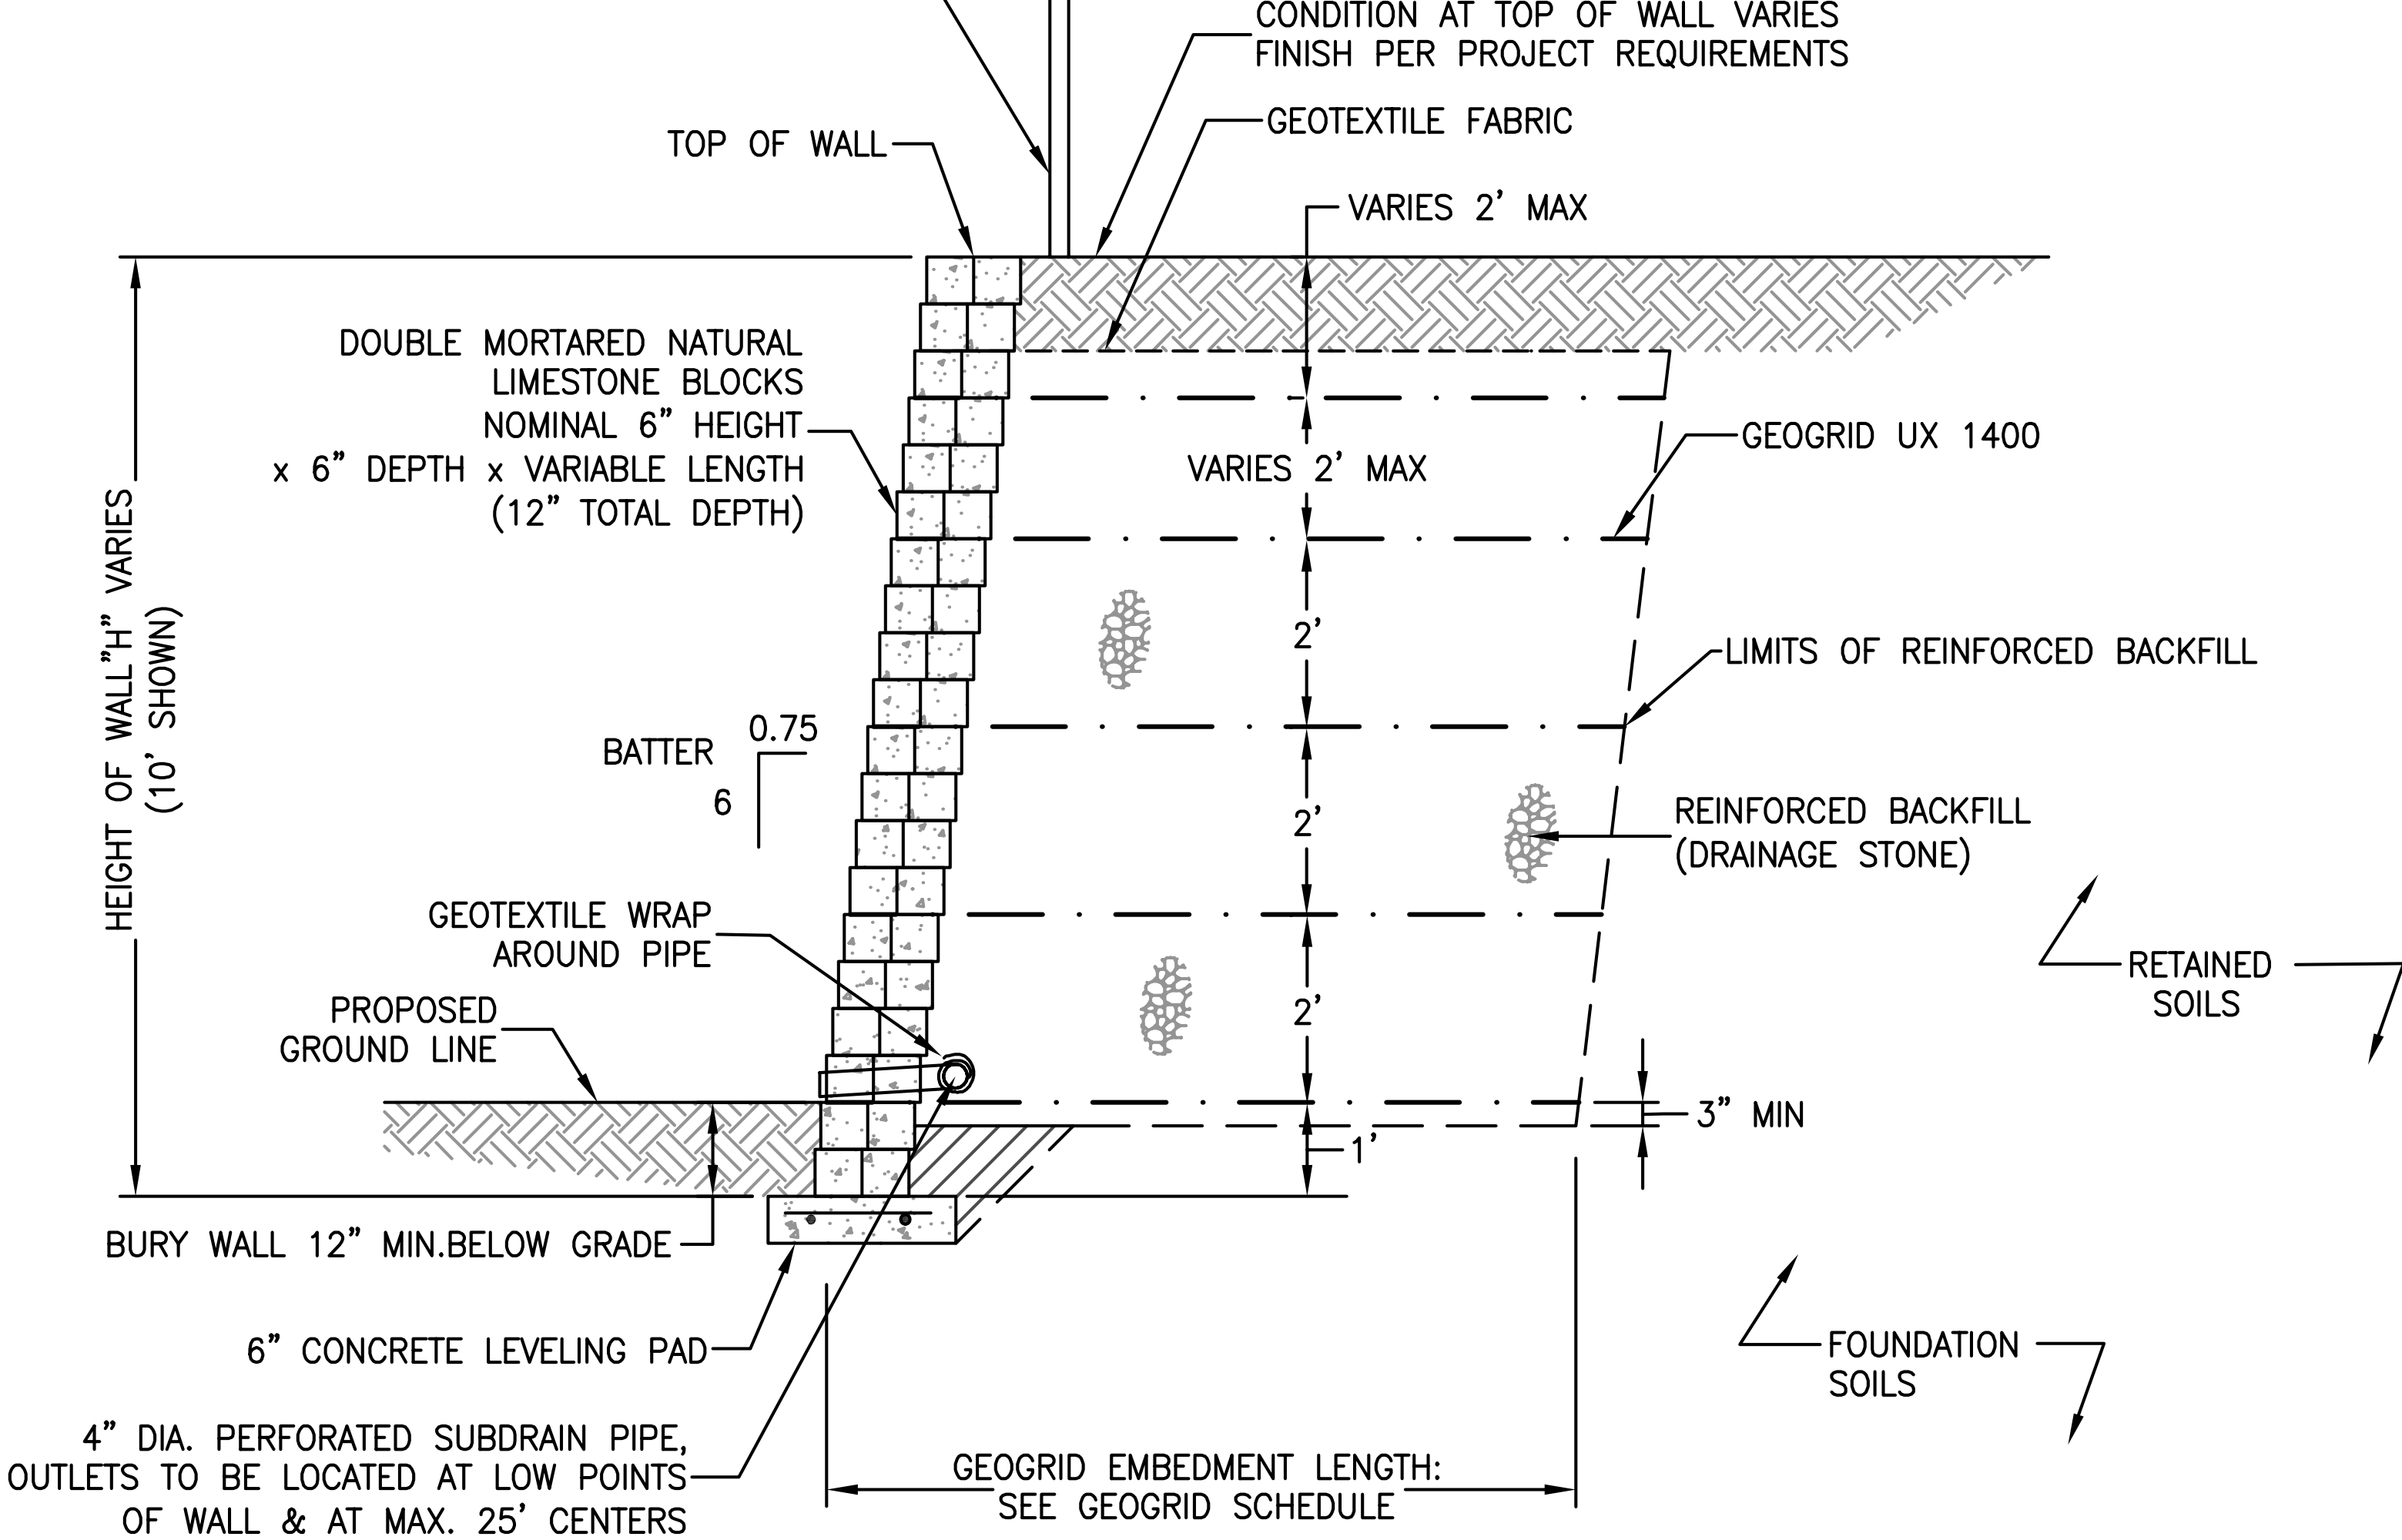 CONDITION AT TOP OF WALL VARIES
FINISH PER PROJECT REQUIREMENTS
GEOTEXTILE FABRIC
TOP OF WALL
VARIES 2' MAX
DOUBLE MORTARED NATURAL
LIMESTONE BLOCKS
NOMINAL 6" HEIGHT
x 6" DEPTH x VARIABLE LENGTH
(12" TOTAL DEPTH)
GEOGRID UX 1400
VARIES 2' MAX
HEIGHT OF WALL"H" VARIES
(10' SHOWN)
2'
LIMITS OF REINFORCED BACKFILL
BATTER
0.75
6
2'
REINFORCED BACKFILL
(DRAINAGE STONE)
GEOTEXTILE WRAP
AROUND PIPE
RETAINED
SOILS
PROPOSED
GROUND LINE
2'
3" MIN
1'
BURY WALL 12" MIN.BELOW GRADE
6" CONCRETE LEVELING PAD
FOUNDATION
SOILS
4" DIA. PERFORATED SUBDRAIN PIPE,
OUTLETS TO BE LOCATED AT LOW POINTS
OF WALL & AT MAX. 25' CENTERS
GEOGRID EMBEDMENT LENGTH:
SEE GEOGRID SCHEDULE